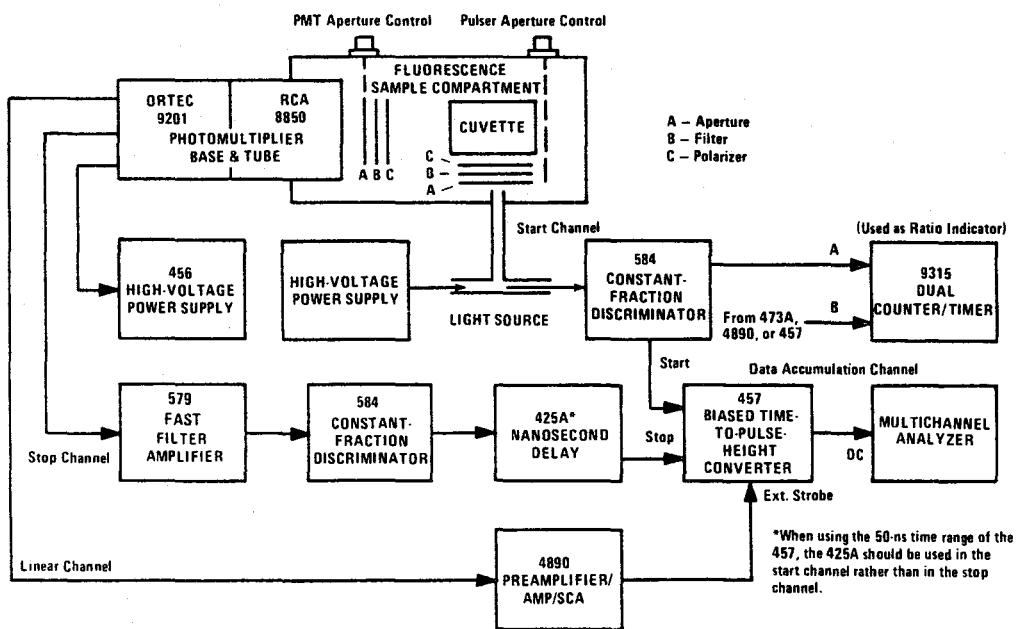 PMT Aperture Control
Pulser Aperture Control
FLUORESCENCE
SAMPLE COMPARTMENT
ORTEC
9201
RCA
8850
PHOTOMULTIPLIER
BASE & TUBE
CUVETTE
A – Aperture
B – Filter
C – Polarizer
A B C
C
B
A
Start Channel
(Used as Ratio Indicator)
456
HIGH-VOLTAGE
POWER SUPPLY
HIGH-VOLTAGE
POWER SUPPLY
LIGHT SOURCE
584
CONSTANT-
FRACTION
DISCRIMINATOR
A
From 473A,
4890, or 457
B
9315
DUAL
COUNTER/TIMER
Start
Data Accumulation Channel
Stop Channel
579
FAST
FILTER
AMPLIFIER
584
CONSTANT-
FRACTION
DISCRIMINATOR
425A*
NANOSECOND
DELAY
Stop
457
BIASED TIME-
TO-PULSE-
HEIGHT
CONVERTER
DC
MULTICHANNEL
ANALYZER
Ext. Strobe
Linear Channel
4890
PREAMPLIFIER/
AMP/SCA
*When using the 50-ns time range of the
457, the 425A should be used in the
start channel rather than in the stop
channel.